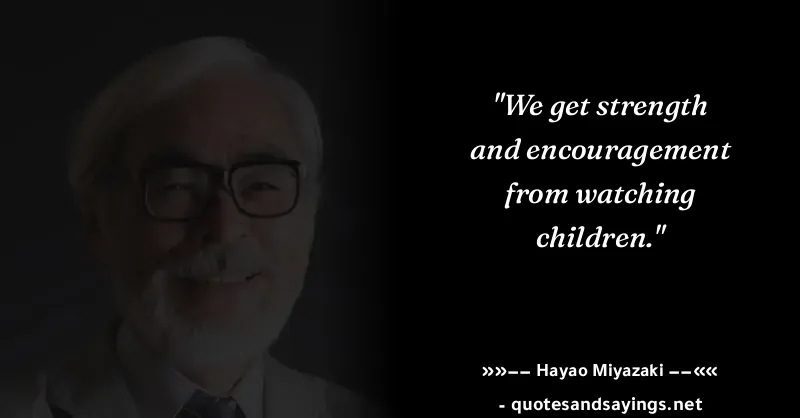 "We get strength
and encouragement
from watching
children."
»»−− Hayao Miyazaki −−««
- quotesandsayings.net